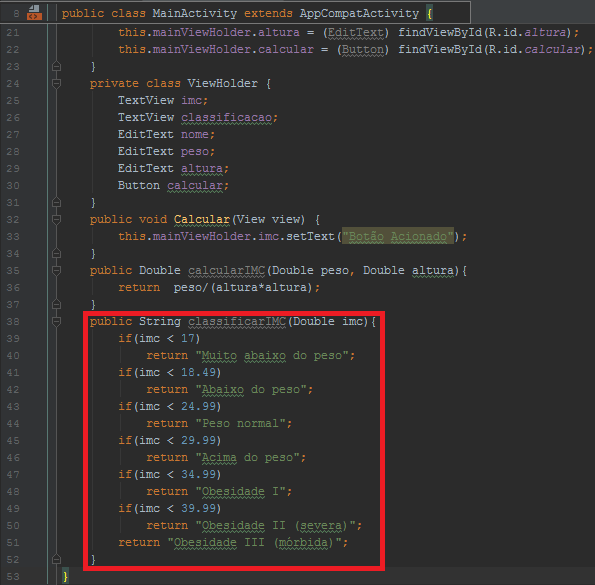 8 public class MainActivity extends AppCompatActivity {
21 this.mainViewHolder.altura = (EditText) findViewById(R.id.altura);
22 this.mainViewHolder.calcular = (Button) findViewById(R.id.calcular);
23 }
24 private class ViewHolder {
25 TextView imc;
26 TextView classificacao;
27 EditText nome;
28 EditText peso;
29 EditText altura;
30 Button calcular;
31 }
32 public void Calcular(View view) {
33 this.mainViewHolder.imc.setText("Botão Acionado");
34 }
35 public Double calcularIMC(Double peso, Double altura){
36 return peso/(altura*altura);
37 }
38 public String classificarIMC(Double imc){
39 if(imc < 17)
40 return "Muito abaixo do peso";
41 if(imc < 18.49)
42 return "Abaixo do peso";
43 if(imc < 24.99)
44 return "Peso normal";
45 if(imc < 29.99)
46 return "Acima do peso";
47 if(imc < 34.99)
48 return "Obesidade I";
49 if(imc < 39.99)
50 return "Obesidade II (severa)";
51 return "Obesidade III (mórbida)";
52 }
53 }